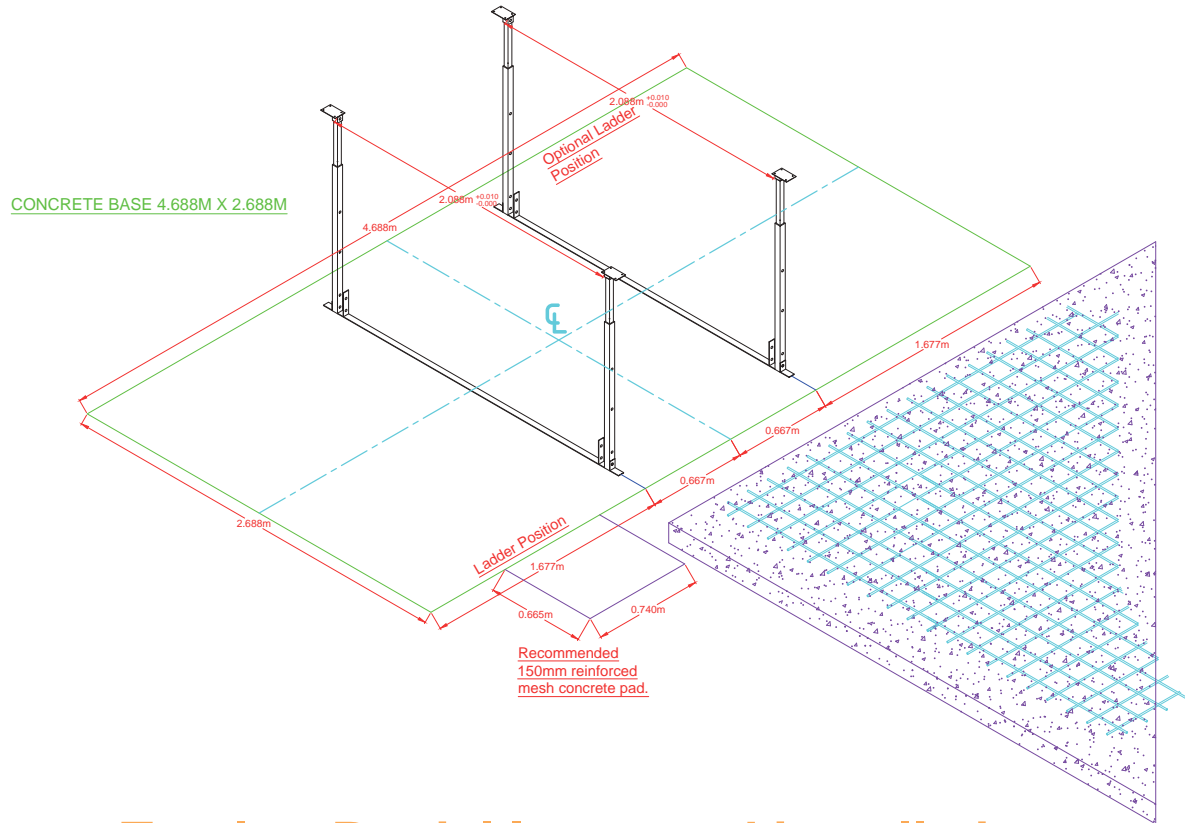 2.088m +0.010 -0.000
Optional Ladder
Position
CONCRETE BASE 4.688M X 2.688M
2.088m +0.010 -0.000
4.688m
℄
1.677m
0.667m
0.667m
2.688m
Ladder Position
1.677m
0.665m
0.740m
Recommended
150mm reinforced
mesh concrete pad.